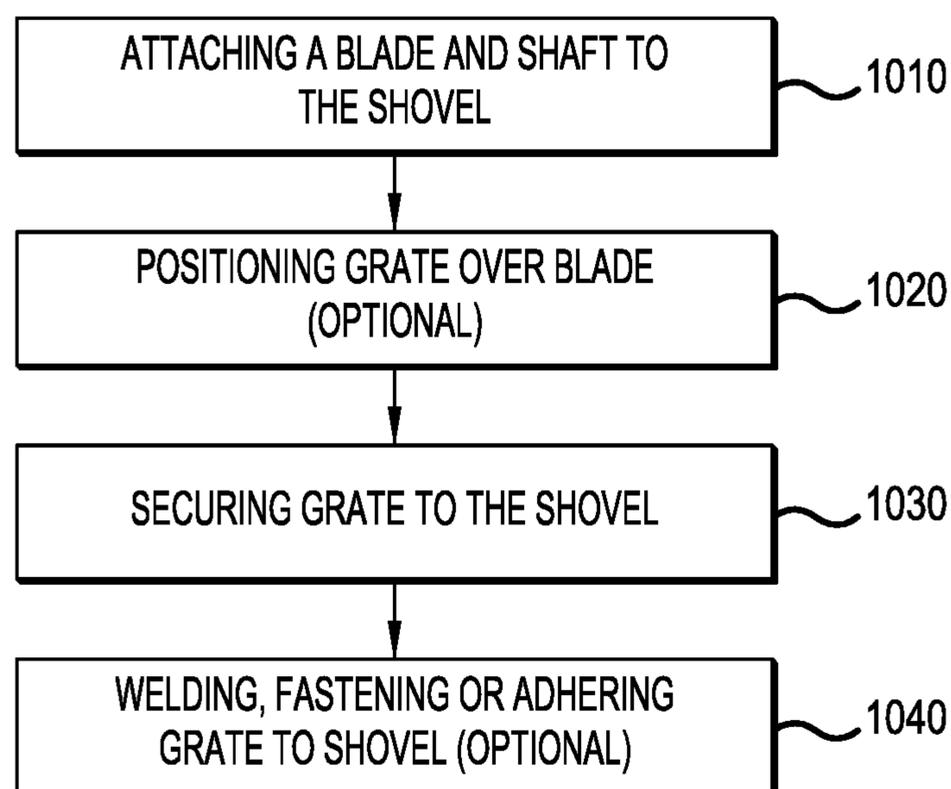 ATTACHING A BLADE AND SHAFT TO
THE SHOVEL
1010
POSITIONING GRATE OVER BLADE
(OPTIONAL)
1020
SECURING GRATE TO THE SHOVEL
1030
WELDING, FASTENING OR ADHERING
GRATE TO SHOVEL (OPTIONAL)
1040